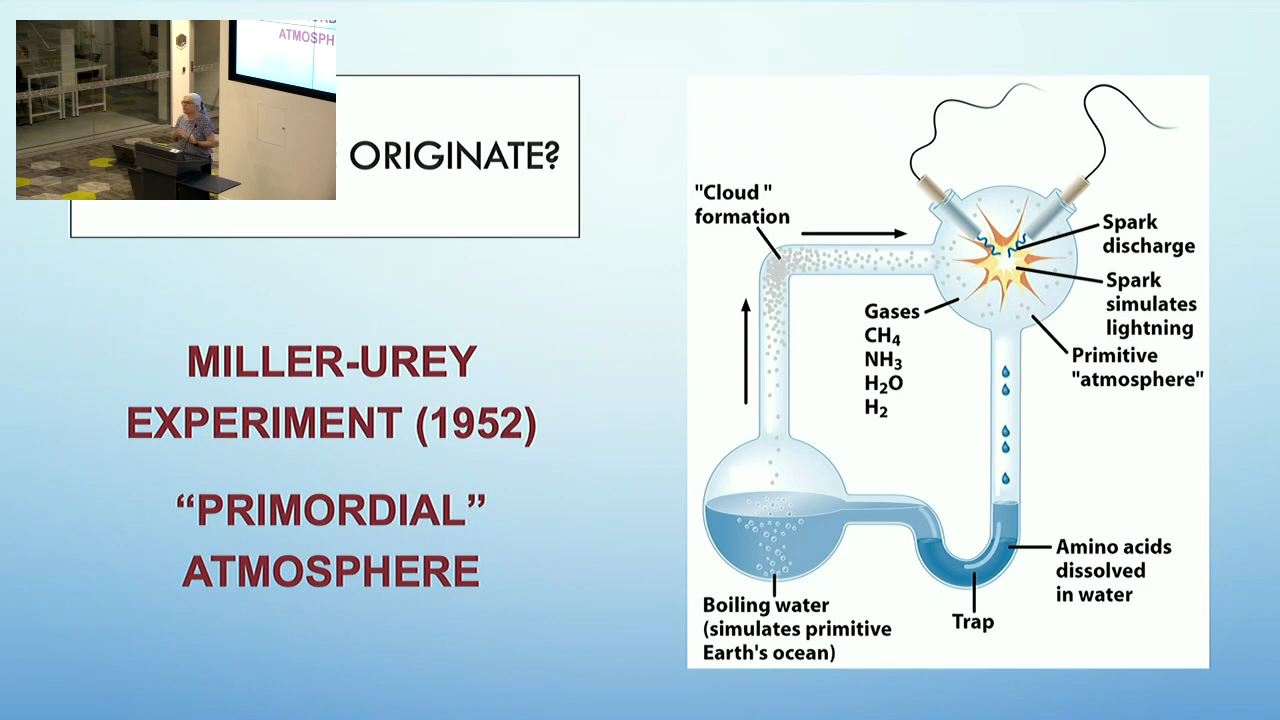 ATMOSPH
ORIGINATE?
MILLER-UREY
EXPERIMENT (1952)
“PRIMORDIAL”
ATMOSPHERE
"Cloud "
formation
Spark
discharge
Spark
simulates
lightning
Gases
CH4
NH3
H2O
H2
Primitive
"atmosphere"
Amino acids
dissolved
in water
Trap
Boiling water
(simulates primitive
Earth's ocean)